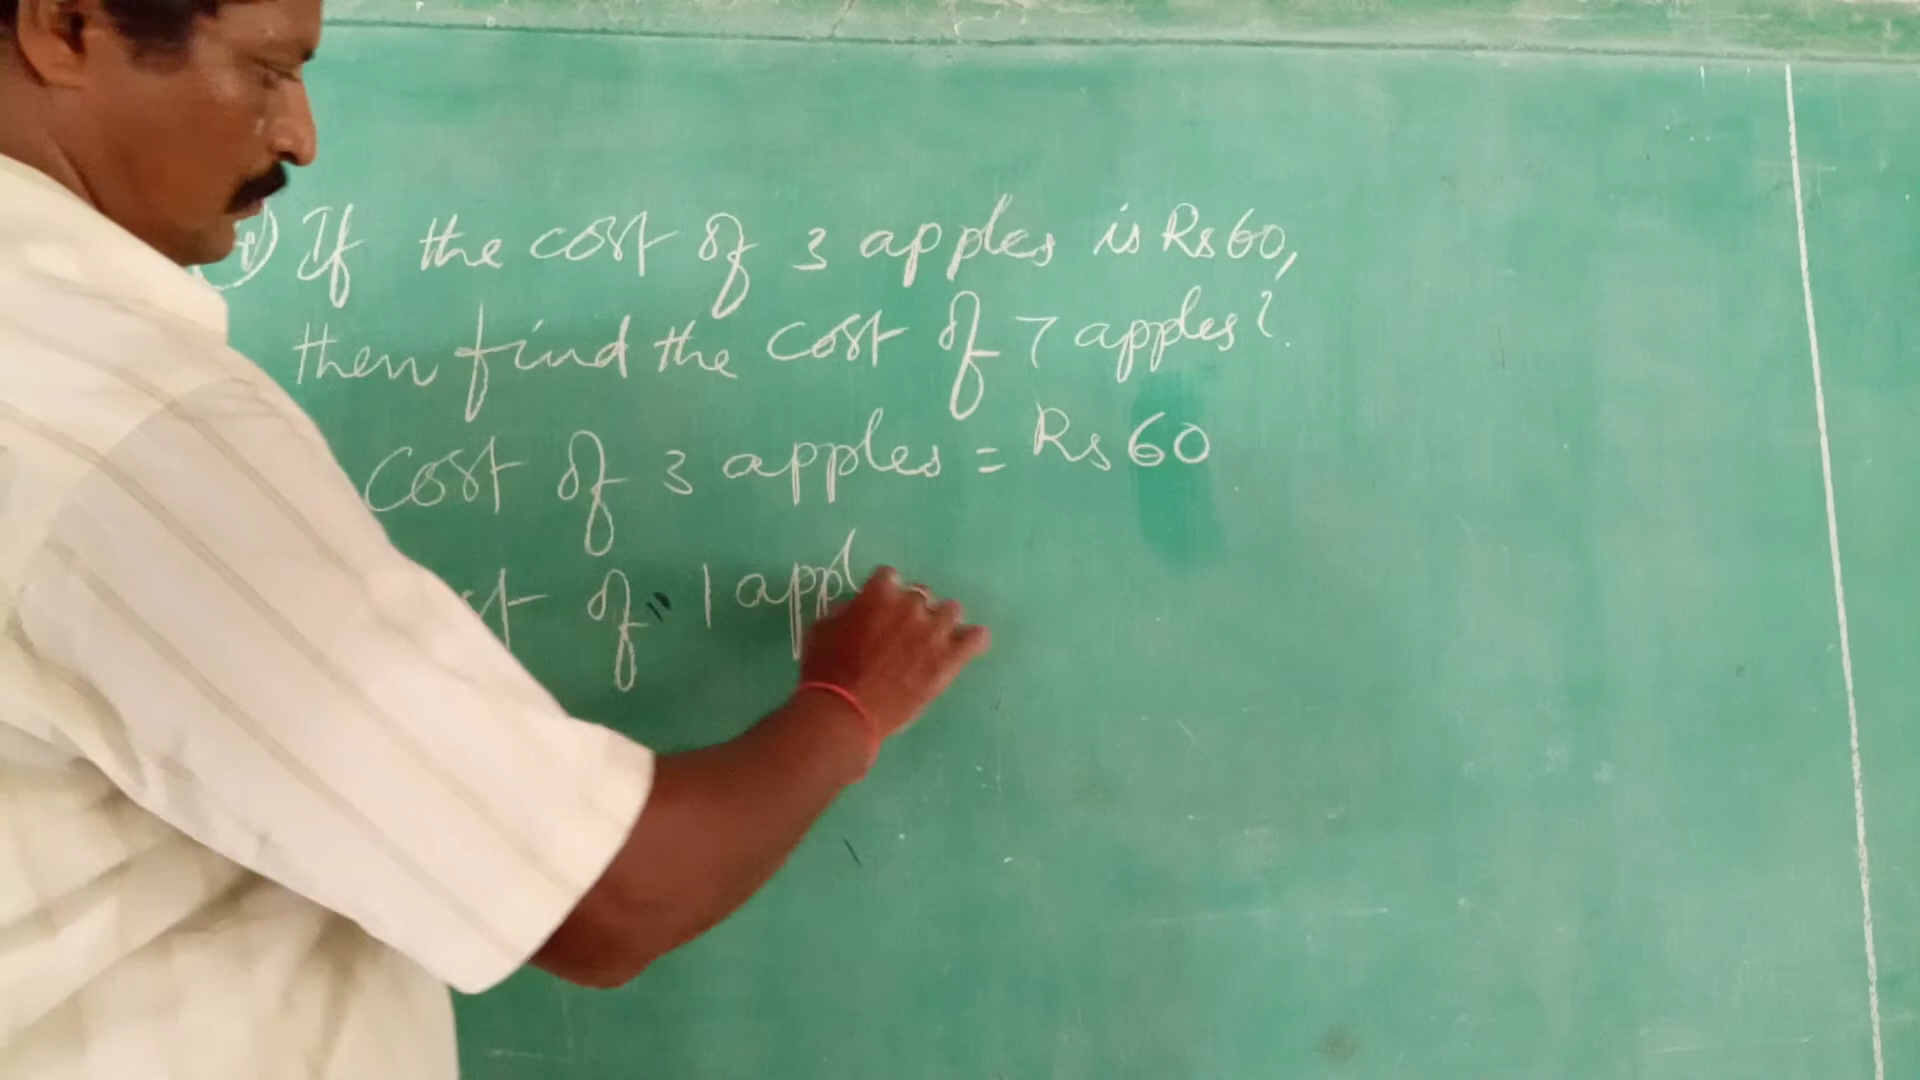 If the cost of 3 apples is Rs 60,
then find the cost of 7 apples?
cost of 3 apples = Rs 60
of 1 appl